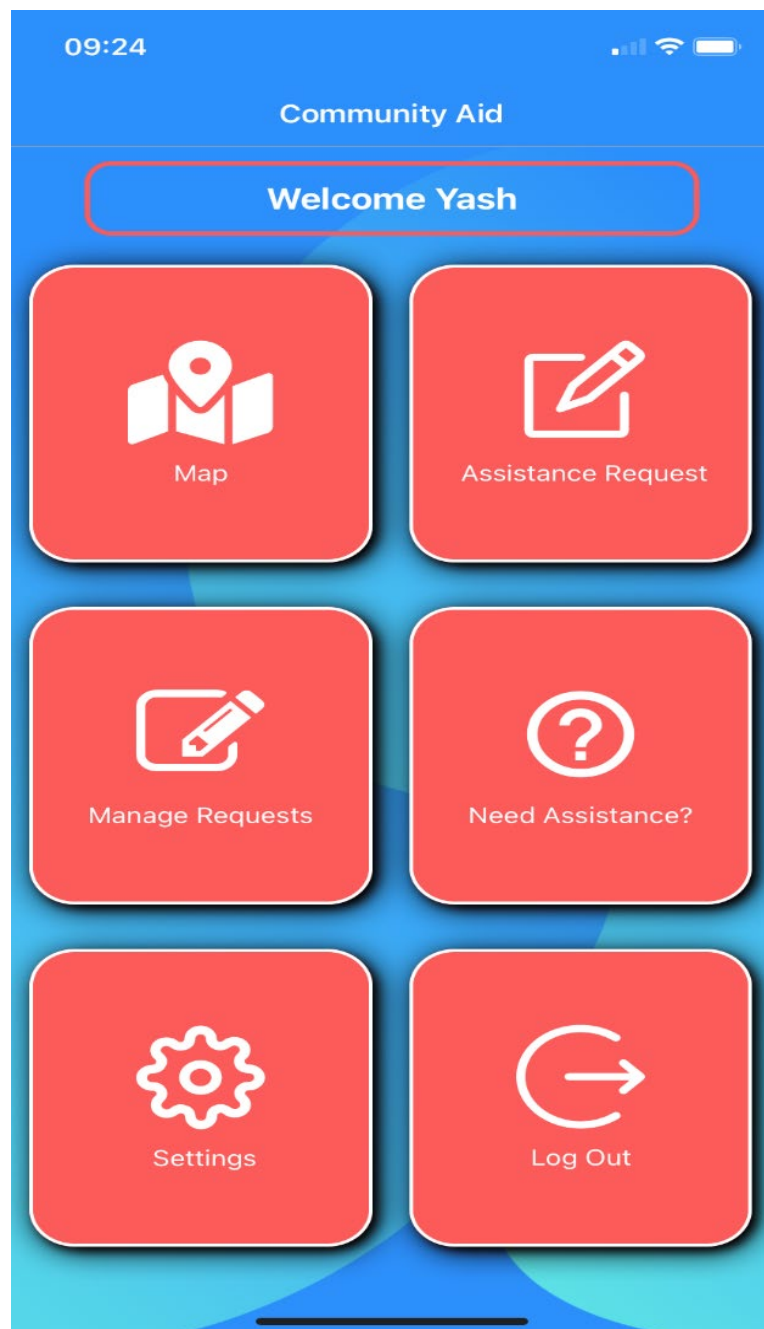 09:24
Community Aid
Welcome Yash
Map
Assistance Request
Manage Requests
Need Assistance?
Settings
Log Out